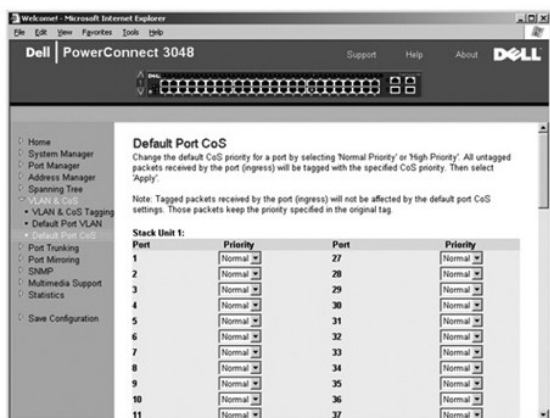 Welcome! - Microsoft Internet Explorer
File Edit View Favorites Tools Help
Dell | PowerConnect 3048
Support Help About DELL
Home
System Manager
Port Manager
Address Manager
Spanning Tree
VLAN & CoS
VLAN & CoS Tagging
Default Port VLAN
Default Port CoS
Port Trunking
Port Mirroring
SNMP
Multimedia Support
Statistics
Save Configuration
Default Port CoS
Change the default CoS priority for a port by selecting 'Normal Priority' or 'High Priority'. All untagged
packets received by the port (ingress) will be tagged with the specified CoS priority. Then select
'Apply'.
Note: Tagged packets received by the port (ingress) will not be affected by the default port CoS
settings. Those packets keep the priority specified in the original tag.
Stack Unit 1:
Port Priority Port Priority
1 Normal 27 Normal
2 Normal 28 Normal
3 Normal 29 Normal
4 Normal 30 Normal
5 Normal 31 Normal
6 Normal 32 Normal
7 Normal 33 Normal
8 Normal 34 Normal
9 Normal 35 Normal
10 Normal 36 Normal
11 Normal 37 Normal